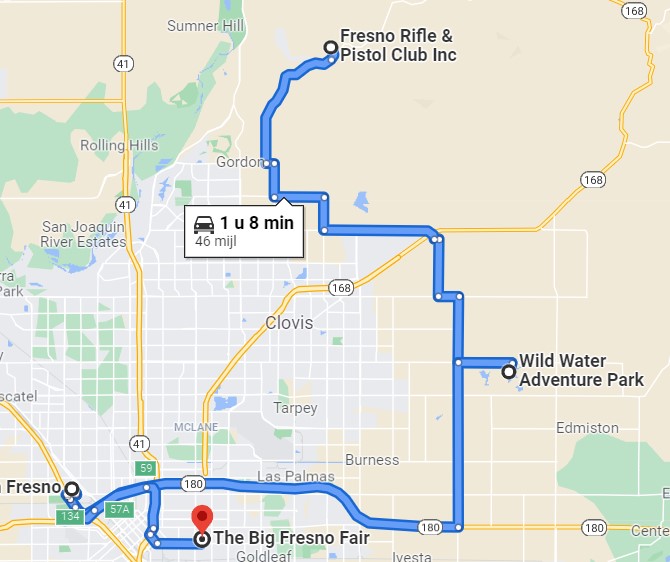 168
Sumner Hill
Fresno Rifle &
Pistol Club Inc
41
Rolling Hills
Gordon
168
41
1 u 8 min
46 mijl
San Joaquin
River Estates
rra
Park
168
Clovis
Wild Water
Adventure Park
scatel
Tarpey
MCLANE
Edmiston
41
Burness
59
Las Palmas
Fresno
180
134
57A
180
180
The Big Fresno Fair
Goldleaf
Ivesta
Cent